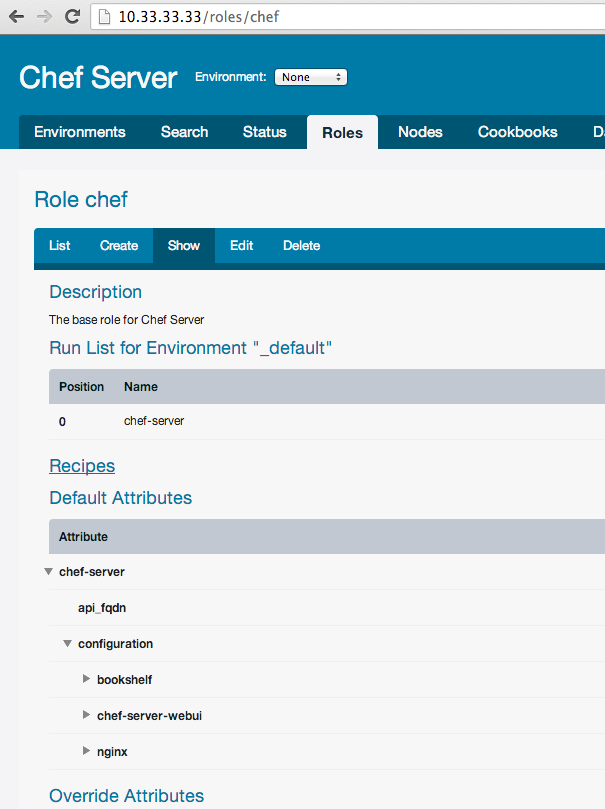 10.33.33.33/roles/chef
Chef Server Environment: None
Environments Search Status Roles Nodes Cookbooks D
Role chef
List Create Show Edit Delete
Description
The base role for Chef Server
Run List for Environment "_default"
Position Name
0 chef-server
Recipes
Default Attributes
Attribute
chef-server
api_fqdn
configuration
bookshelf
chef-server-webui
nginx
Override Attributes